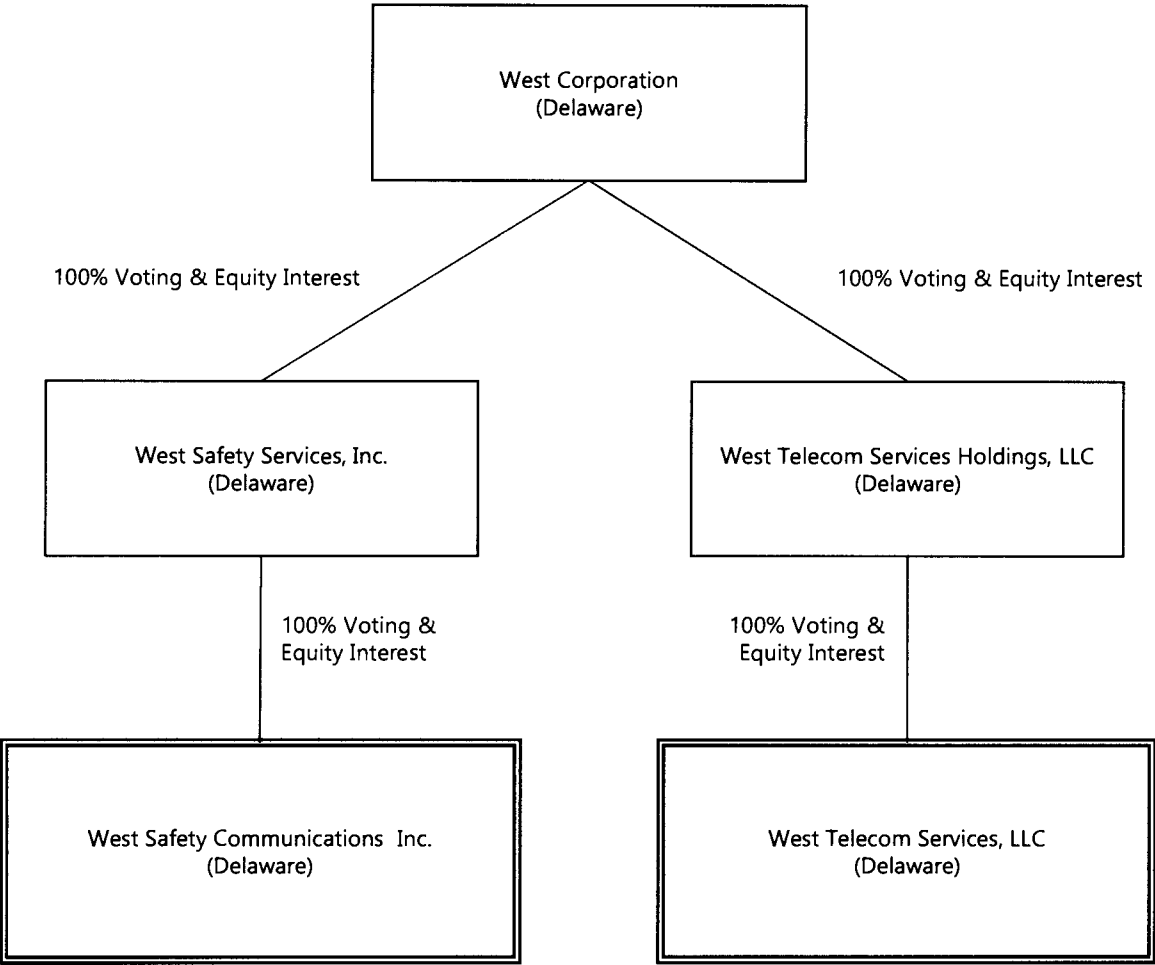 West Corporation
(Delaware)
100% Voting & Equity Interest
100% Voting & Equity Interest
West Safety Services, Inc.
(Delaware)
West Telecom Services Holdings, LLC
(Delaware)
100% Voting &
Equity Interest
100% Voting &
Equity Interest
West Safety Communications Inc.
(Delaware)
West Telecom Services, LLC
(Delaware)